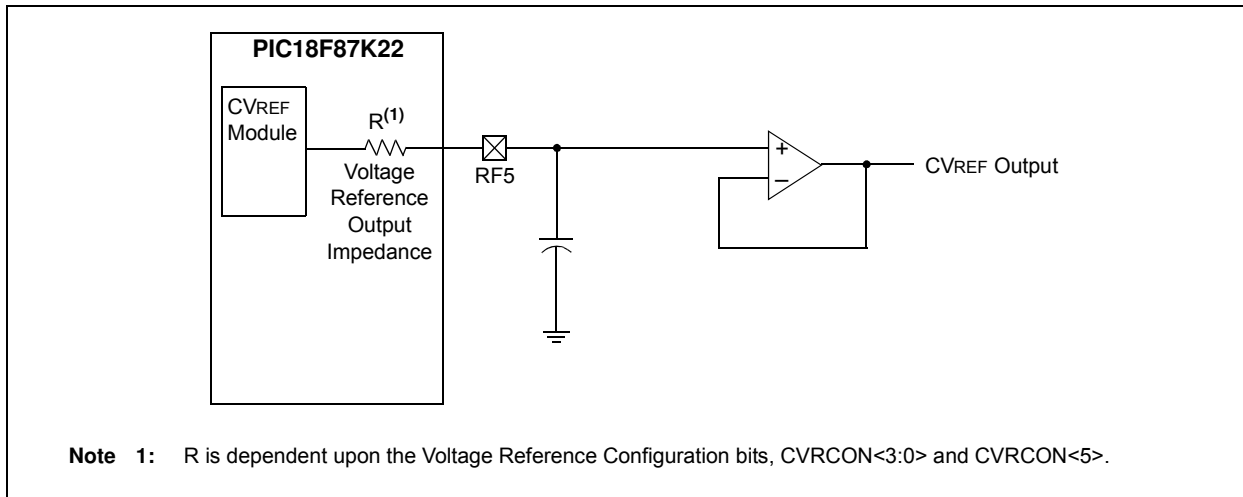 PIC18F87K22
CVREF
Module
R(1)
Voltage
Reference
Output
Impedance
RF5
+
–
CVREF Output
Note 1: R is dependent upon the Voltage Reference Configuration bits, CVRCON<3:0> and CVRCON<5>.